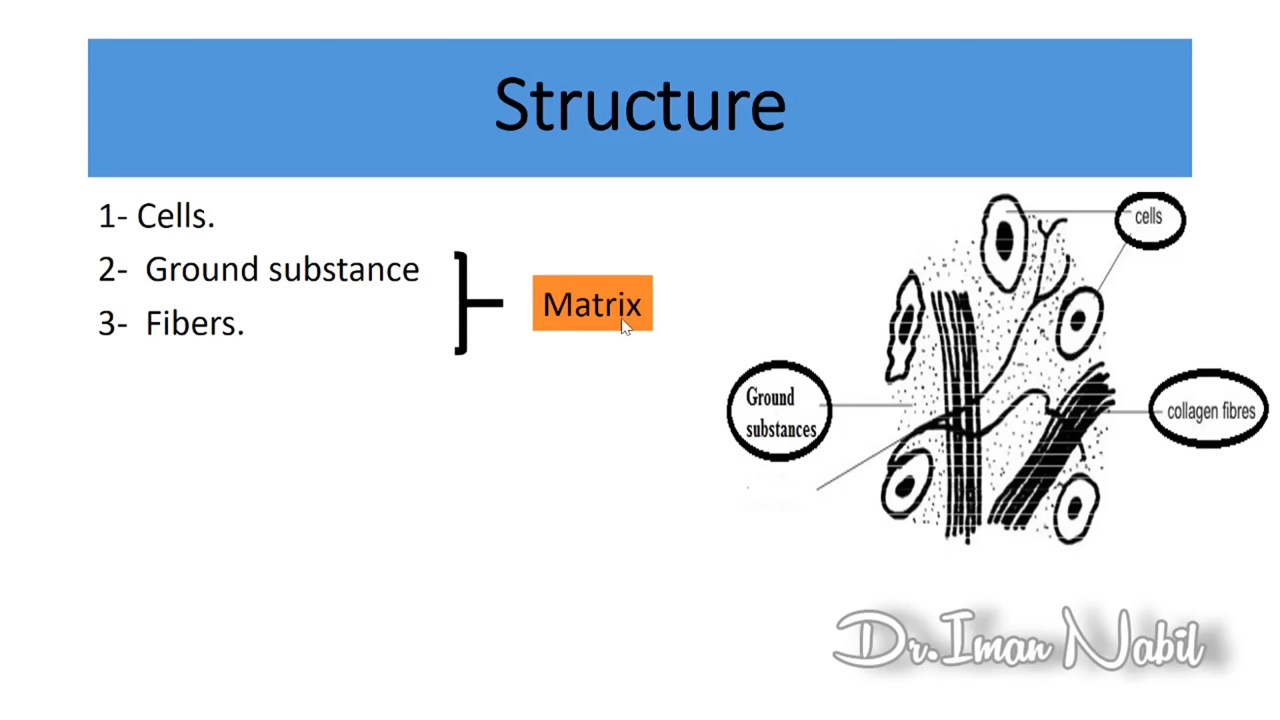 Structure
1- Cells.
2- Ground substance
3- Fibers.
Matrix
cells
Ground
substances
collagen fibres
Dr.Iman Nabil